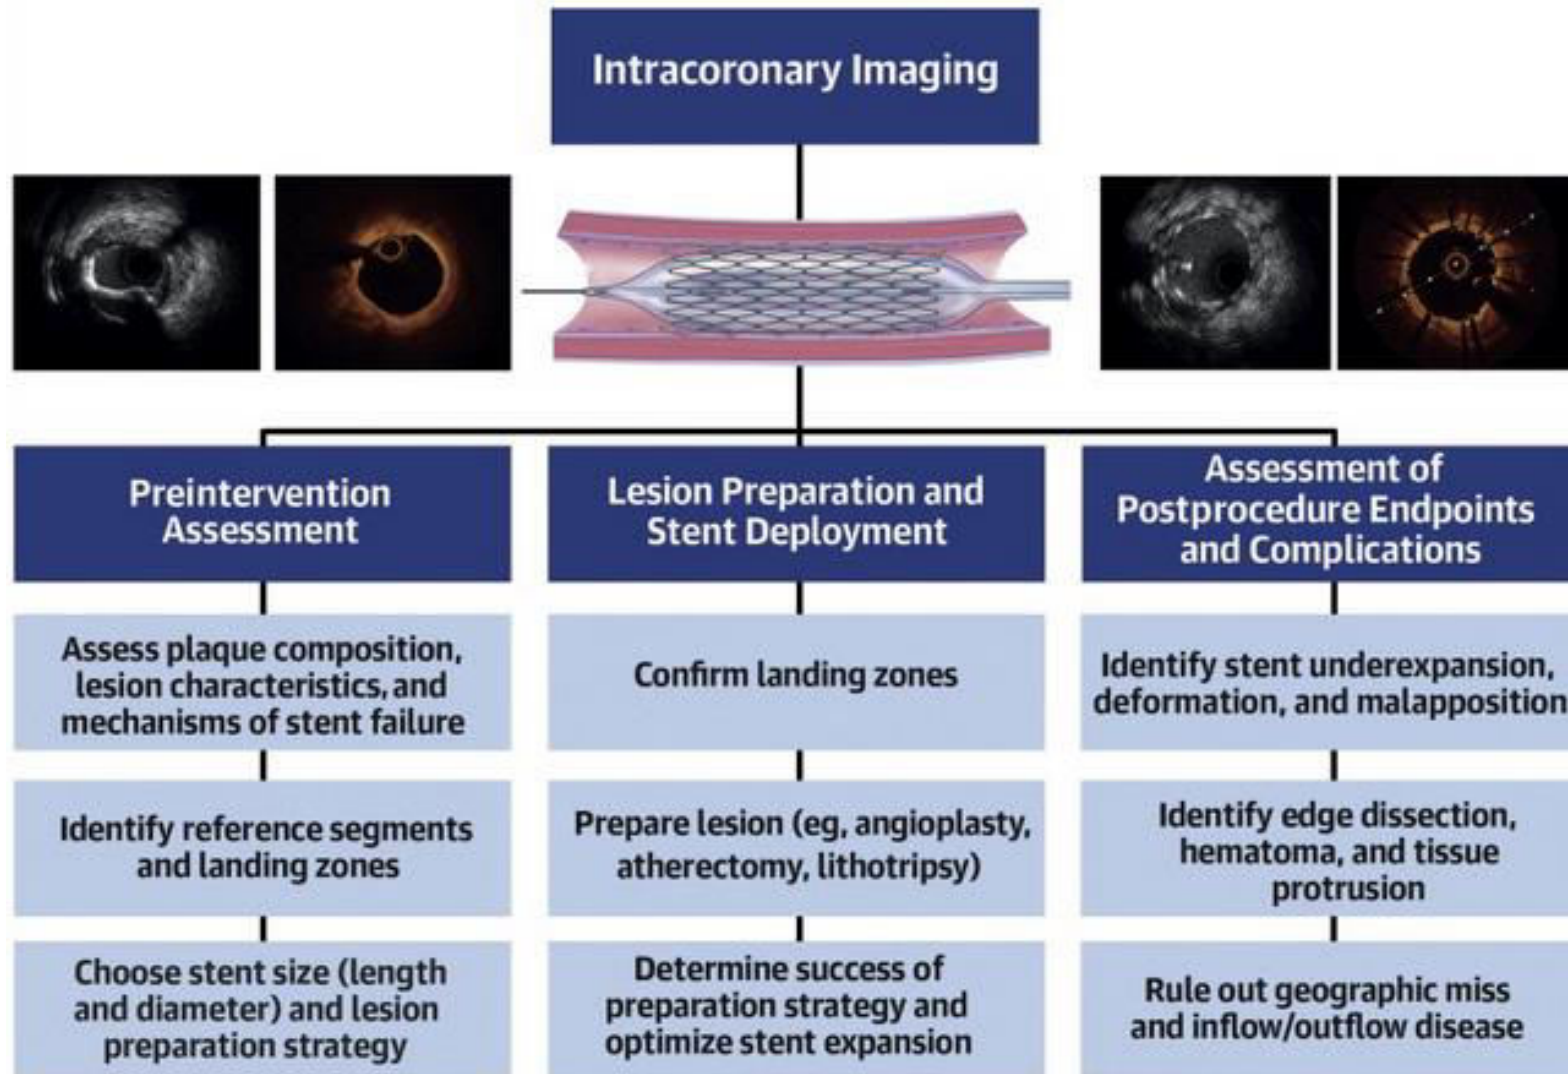 Intracoronary Imaging
Preintervention
Assessment
Assess plaque composition,
lesion characteristics, and
mechanisms of stent failure
Identify reference segments
and landing zones
Choose stent size (length
and diameter) and lesion
preparation strategy
Lesion Preparation and
Stent Deployment
Confirm landing zones
Prepare lesion (eg, angioplasty,
atherectomy, lithotripsy)
Determine success of
preparation strategy and
optimize stent expansion
Assessment of
Postprocedure Endpoints
and Complications
Identify stent underexpansion,
deformation, and malapposition
Identify edge dissection,
hematoma, and tissue
protrusion
Rule out geographic miss
and inflow/outflow disease